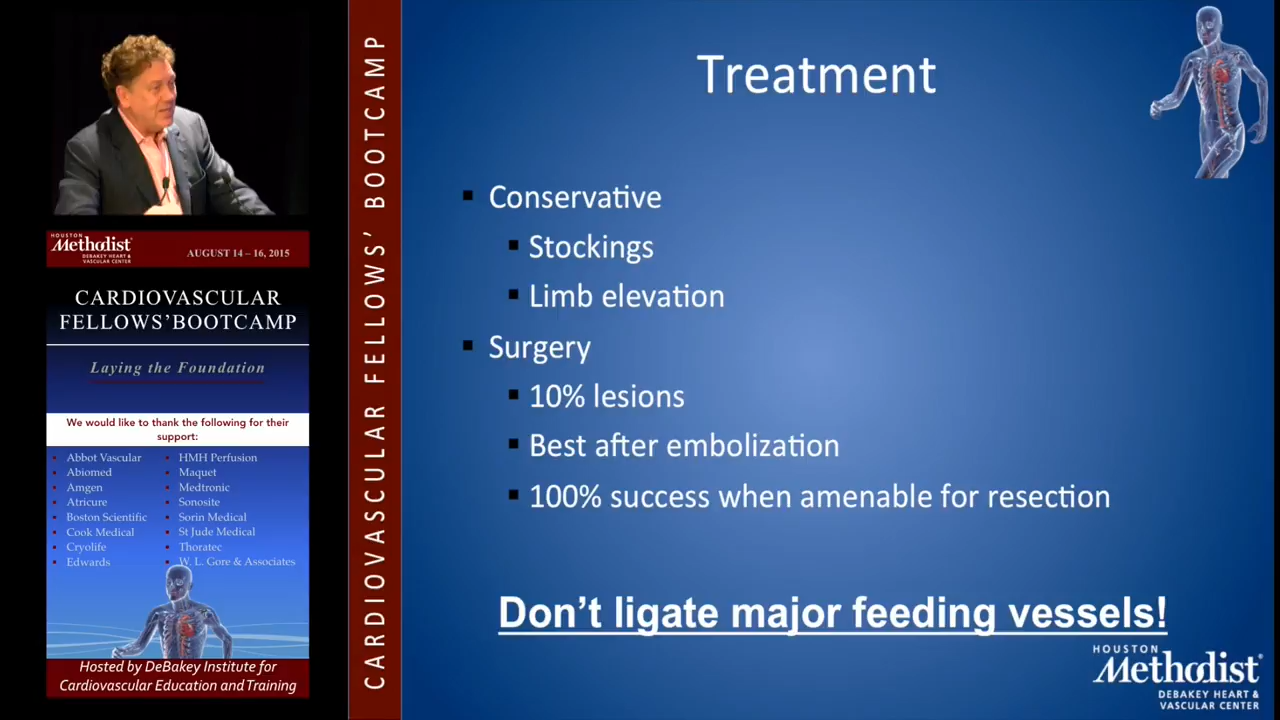 HOUSTON
Methodist
DEBAKEY HEART &
VASCULAR CENTER
AUGUST 14 – 16, 2015
CARDIOVASCULAR
FELLOWS'BOOTCAMP
Laying the Foundation
We would like to thank the following for their
support:
Abbot Vascular
Abiomed
Amgen
Atricure
Boston Scientific
Cook Medical
Cryolife
Edwards
HMH Perfusion
Maquet
Medtronic
Sonosite
Sorin Medical
St Jude Medical
Thoratec
W. L. Gore & Associates
Hosted by DeBakey Institute for
Cardiovascular Education and Training
CARDIOVASCULAR FELLOWS' BOOTCAMP
Treatment
Conservative
Stockings
Limb elevation
Surgery
10% lesions
Best after embolization
100% success when amenable for resection
Don't ligate major feeding vessels!
HOUSTON
Methodist
DEBAKEY HEART &
VASCULAR CENTER